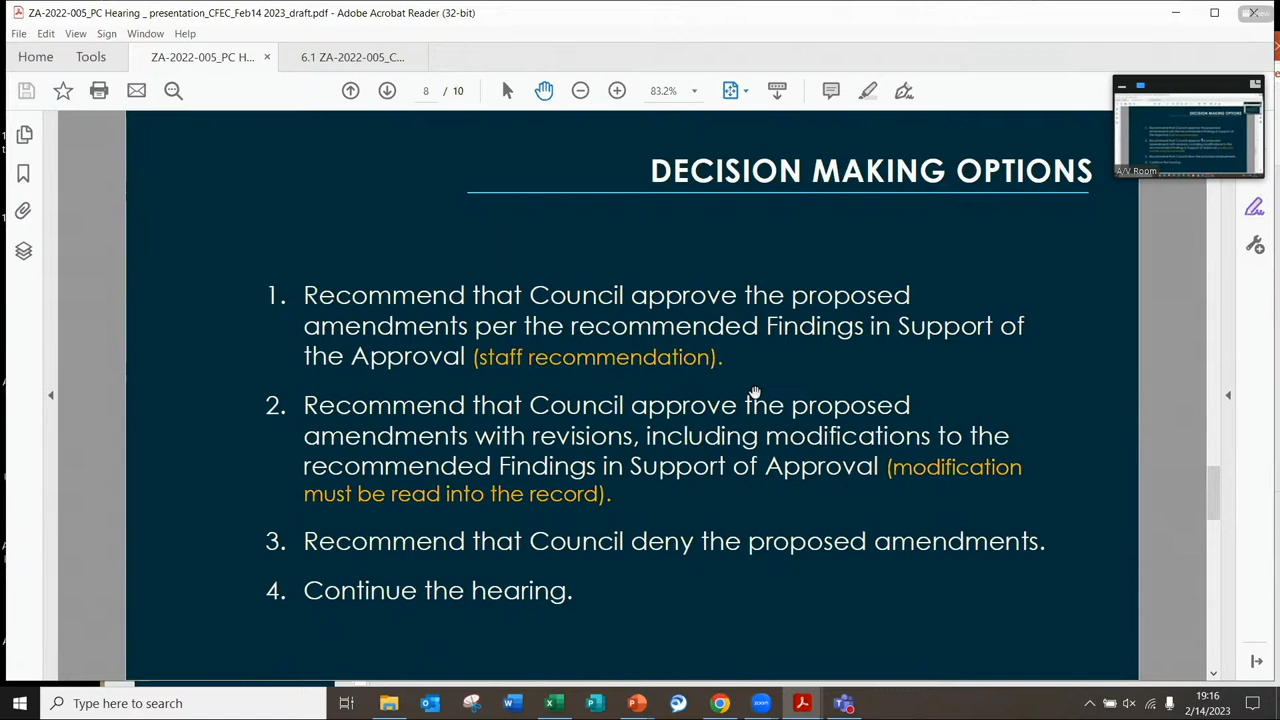 ZA-2022-005_PC Hearing _ presentation_CFEC_Feb14 2023_draft.pdf - Adobe Acrobat Reader (32-bit)
File Edit View Sign Window Help
Home Tools ZA-2022-005_PC H... × 6.1 ZA-2022-005_C...
8 10 83.2%
A/V Room
DECISION MAKING OPTIONS
1. Recommend that Council approve the proposed
amendments per the recommended Findings in Support of
the Approval (staff recommendation).
2. Recommend that Council approve the proposed
amendments with revisions, including modifications to the
recommended Findings in Support of Approval (modification
must be read into the record).
3. Recommend that Council deny the proposed amendments.
4. Continue the hearing.
Type here to search
19:16
2/14/2023